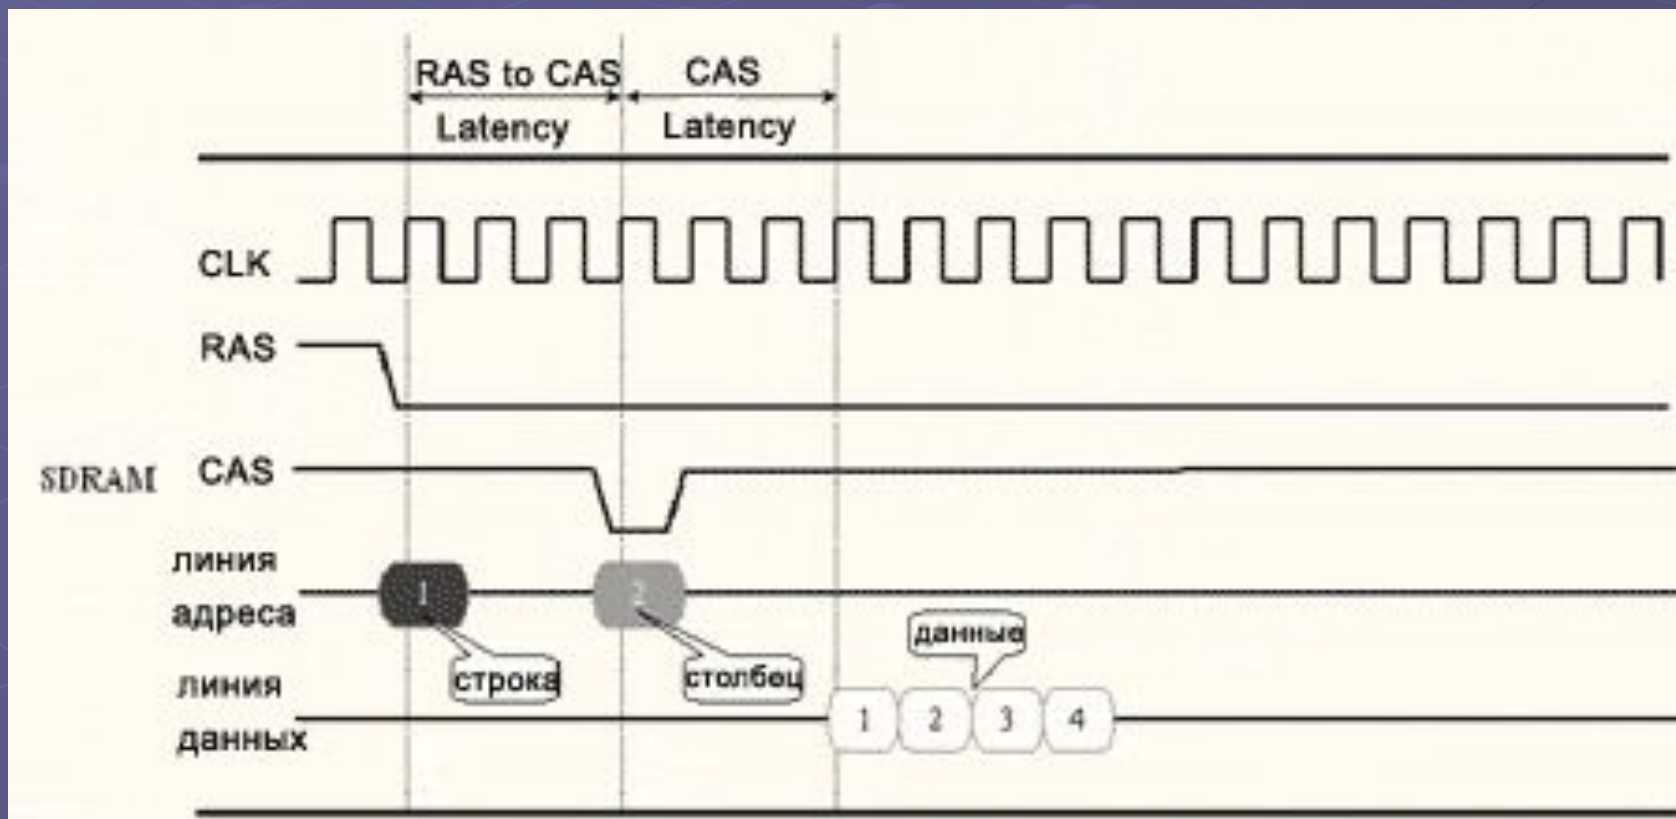 RAS to CAS
Latency
CAS
Latency
CLK
RAS
SDRAM
CAS
линия
адреса
1
2
строка
столбец
данные
линия
данных
1
2
3
4